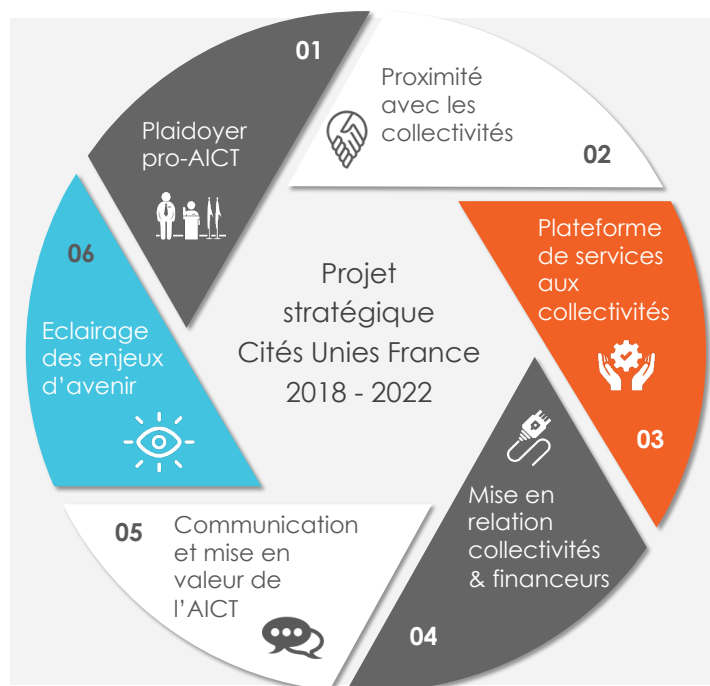 01
Plaidoyer
pro-AICT
Proximité
avec les
collectivités
02
Plateforme
de services
aux
collectivités
03
Mise en
relation
collectivités
& financeurs
04
05
Communication
et mise en
valeur de
l'AICT
06
Eclairage
des enjeux
d'avenir
Projet
stratégique
Cités Unies France
2018 - 2022